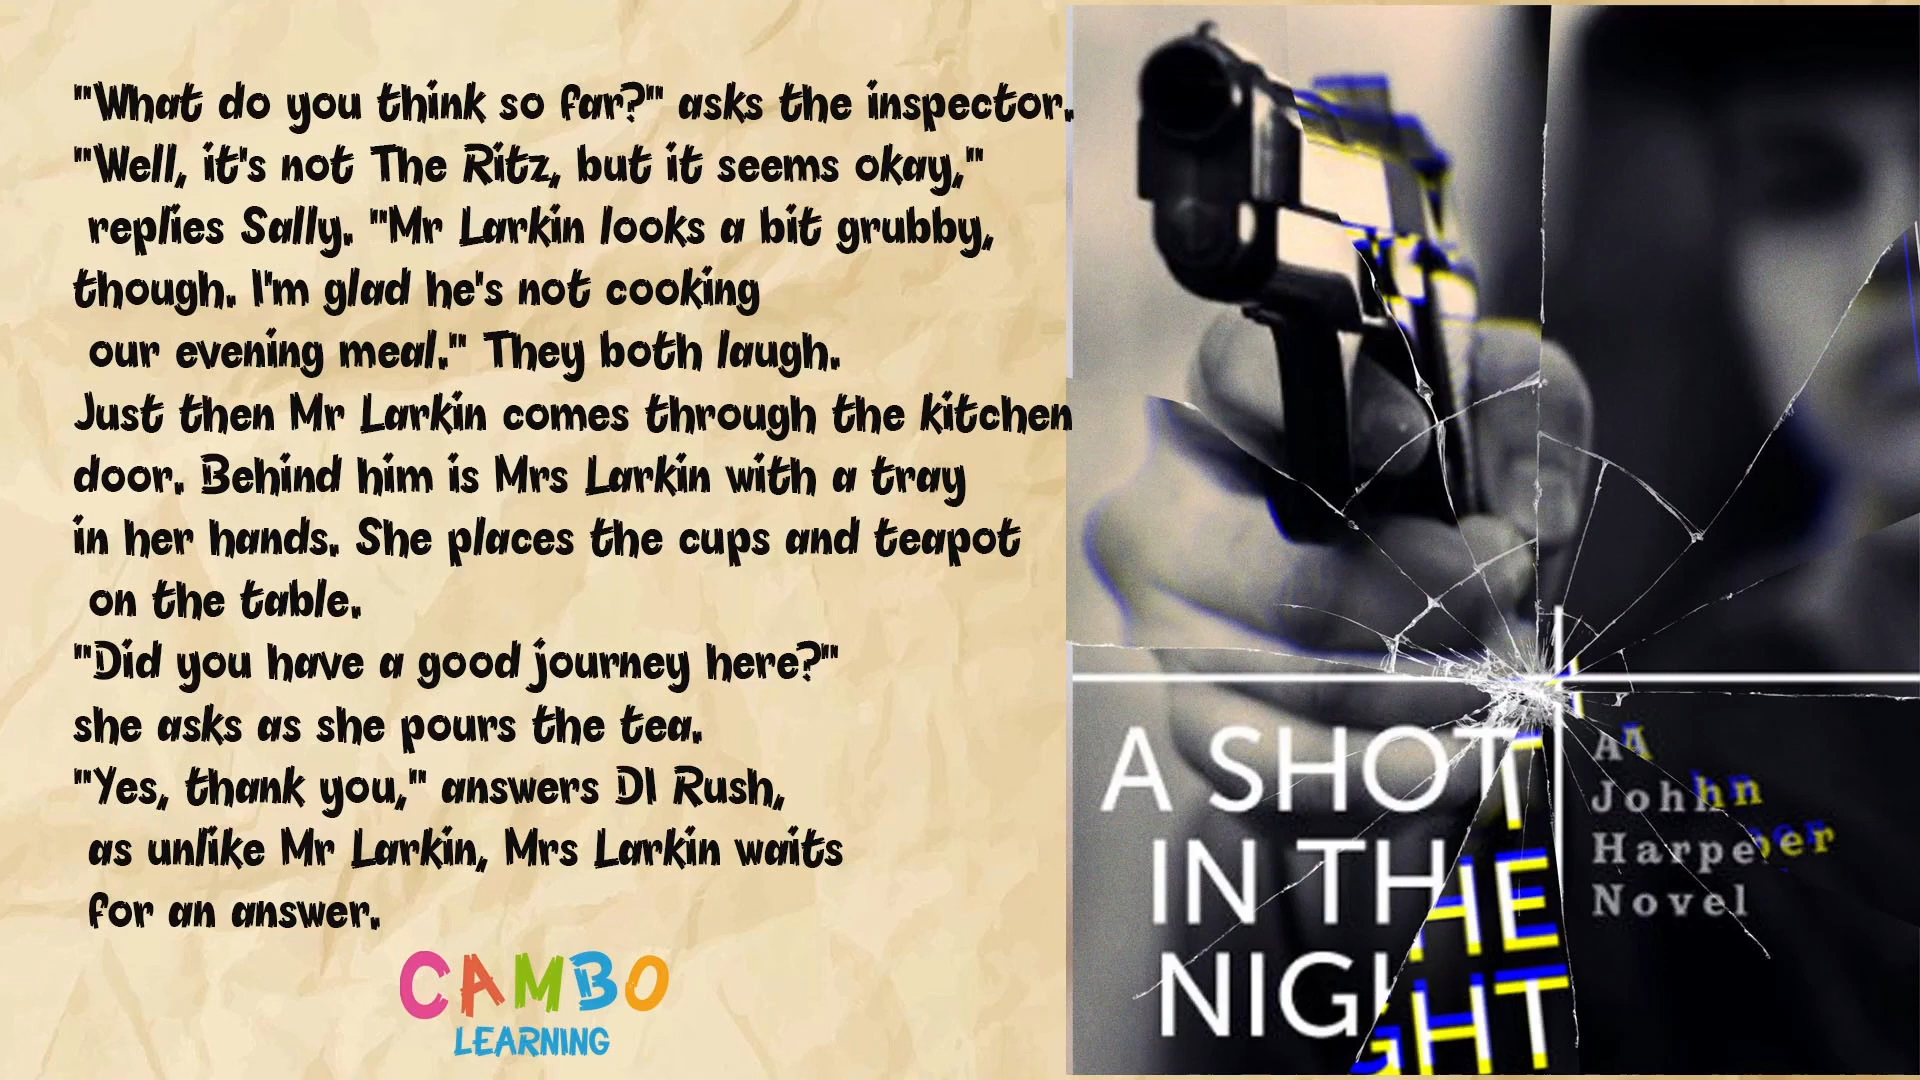 "What do you think so far?" asks the inspector.
"Well, it's not The Ritz, but it seems okay,"
replies Sally. "Mr Larkin looks a bit grubby,
though. I'm glad he's not cooking
our evening meal." They both laugh.
Just then Mr Larkin comes through the kitchen
door. Behind him is Mrs Larkin with a tray
in her hands. She places the cups and teapot
on the table.
"Did you have a good journey here?"
she asks as she pours the tea.
"Yes, thank you," answers DI Rush,
as unlike Mr Larkin, Mrs Larkin waits
for an answer.
CAMBO
LEARNING
A SHOT
IN THE
NIGHT
A
John
Harper
Novel